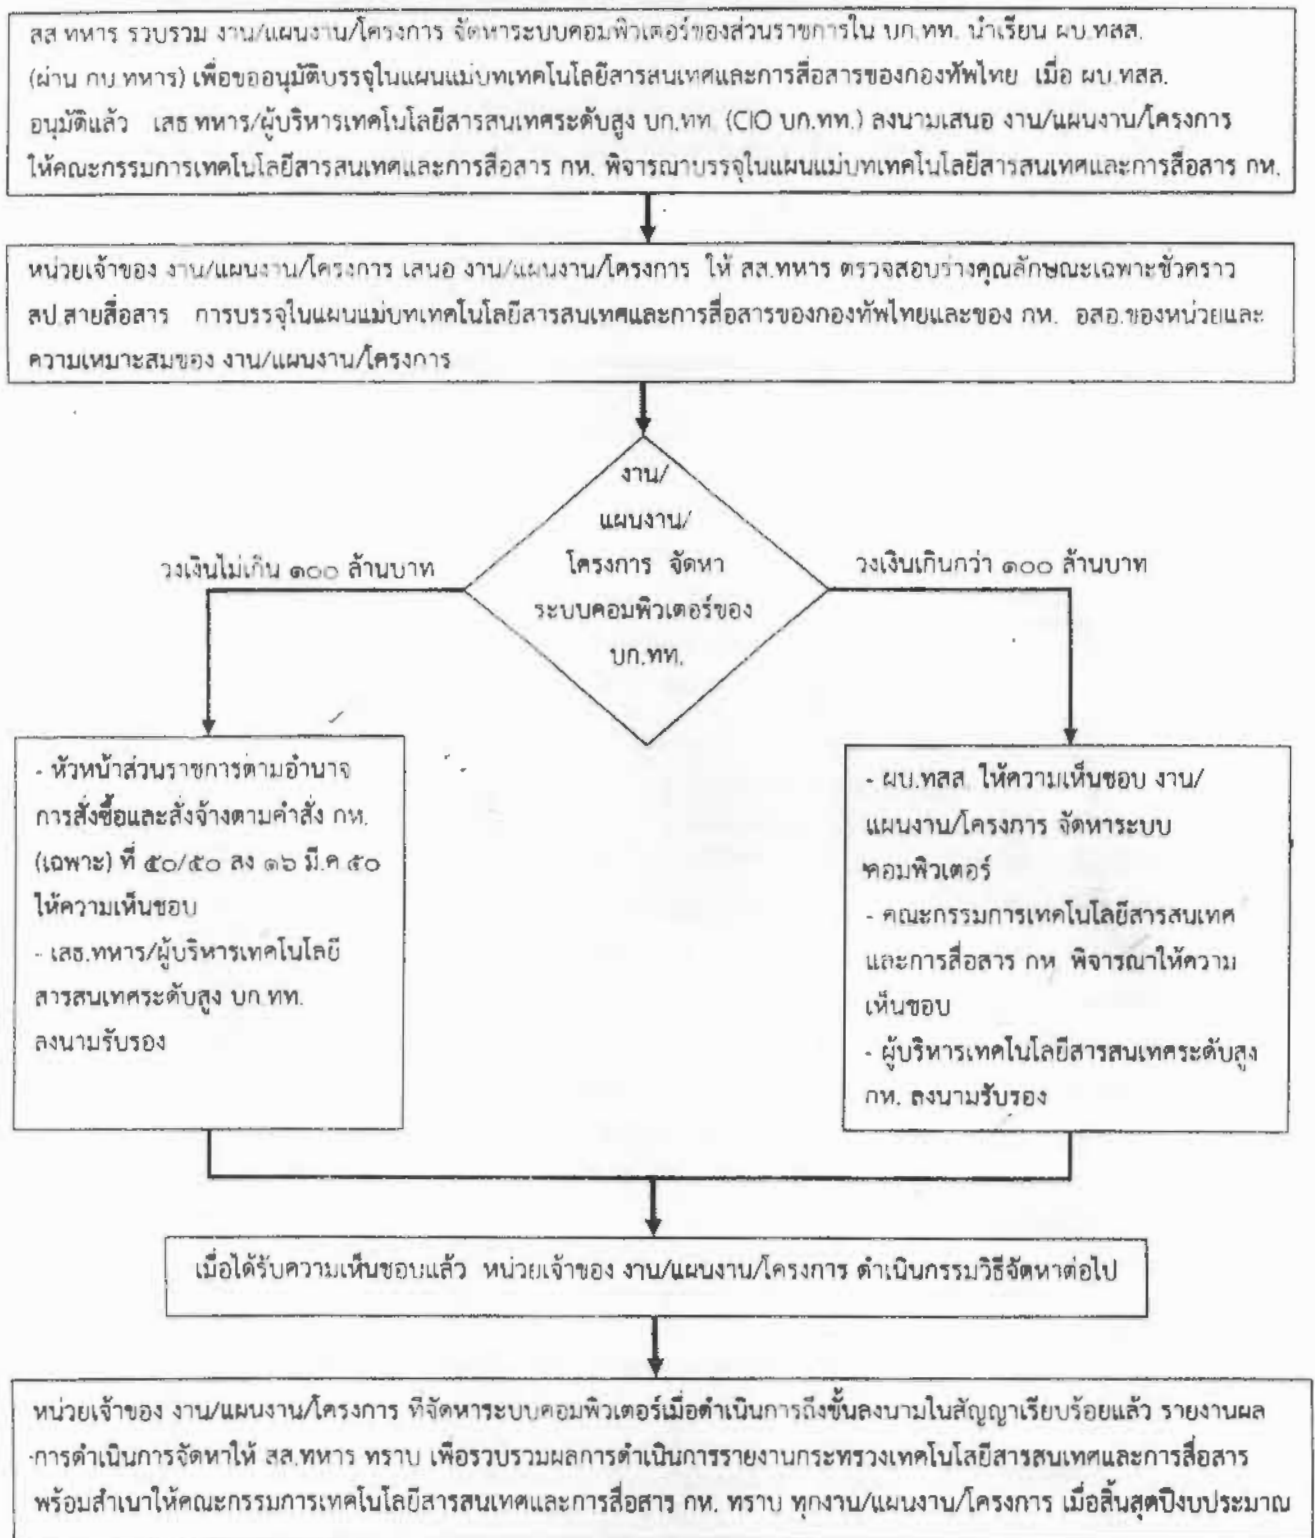 สส.ทหาร รวบรวม งาน/แผนงาน/โครงการ จัดหาระบบคอมพิวเตอร์ของส่วนราชการใน บก.ทท. นำเรียน ผบ.ทสส.
(ผ่าน กบ.ทหาร) เพื่อขออนุมัติบรรจุในแผนแม่บทเทคโนโลยีสารสนเทศและการสื่อสารของกองทัพไทย เมื่อ ผบ.ทสส.
อนุมัติแล้ว เสธ.ทหาร/ผู้บริหารเทคโนโลยีสารสนเทศระดับสูง บก.ทท. (CIO บก.ทท.) ลงนามเสนอ งาน/แผนงาน/โครงการ
ให้คณะกรรมการเทคโนโลยีสารสนเทศและการสื่อสาร กห. พิจารณาบรรจุในแผนแม่บทเทคโนโลยีสารสนเทศและการสื่อสาร กห.
หน่วยเจ้าของ งาน/แผนงาน/โครงการ เสนอ งาน/แผนงาน/โครงการ ให้ สส.ทหาร ตรวจสอบร่างคุณลักษณะเฉพาะชั่วคราว
สป.สายสื่อสาร การบรรจุในแผนแม่บทเทคโนโลยีสารสนเทศและการสื่อสารของกองทัพไทยและของ กห. อสอ.ของหน่วยและ
ความเหมาะสมของ งาน/แผนงาน/โครงการ
งาน/
แผนงาน/
โครงการ จัดหา
ระบบคอมพิวเตอร์ของ
บก.ทท.
วงเงินไม่เกิน ๑๐๐ ล้านบาท
วงเงินเกินกว่า ๑๐๐ ล้านบาท
- หัวหน้าส่วนราชการตามอำนาจ
การสั่งซื้อและสั่งจ้างตามคำสั่ง กห.
(เฉพาะ) ที่ ๕๐/๕๐ ลง ๑๖ มี.ค.๕๐
ให้ความเห็นชอบ
- เสธ.ทหาร/ผู้บริหารเทคโนโลยี
สารสนเทศระดับสูง บก.ทท.
ลงนามรับรอง
- ผบ.ทสส. ให้ความเห็นชอบ งาน/
แผนงาน/โครงการ จัดหาระบบ
คอมพิวเตอร์
- คณะกรรมการเทคโนโลยีสารสนเทศ
และการสื่อสาร กห. พิจารณาให้ความ
เห็นชอบ
- ผู้บริหารเทคโนโลยีสารสนเทศระดับสูง
กห. ลงนามรับรอง
เมื่อได้รับความเห็นชอบแล้ว หน่วยเจ้าของ งาน/แผนงาน/โครงการ ดำเนินกรรมวิธีจัดหาต่อไป
หน่วยเจ้าของ งาน/แผนงาน/โครงการ ที่จัดหาระบบคอมพิวเตอร์เมื่อดำเนินการถึงขั้นลงนามในสัญญาเรียบร้อยแล้ว รายงานผล
การดำเนินการจัดหาให้ สส.ทหาร ทราบ เพื่อรวบรวมผลการดำเนินการรายงานกระทรวงเทคโนโลยีสารสนเทศและการสื่อสาร
พร้อมสำเนาให้คณะกรรมการเทคโนโลยีสารสนเทศและการสื่อสาร กห. ทราบ ทุกงาน/แผนงาน/โครงการ เมื่อสิ้นสุดปีงบประมาณ